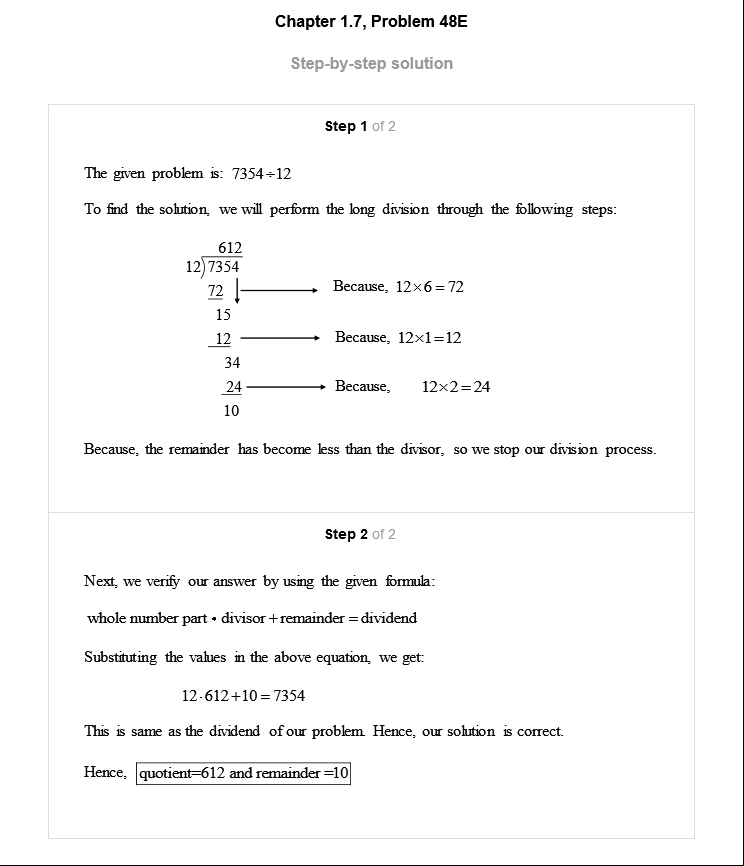 Chapter 1.7, Problem 48E
Step-by-step solution
Step 1 of 2
The given problem is: 7354÷12
To find the solution, we will perform the long division through the following steps:
612
12)7354
72 Because, 12×6=72
15
12 Because, 12×1=12
34
24 Because, 12×2=24
10
Because, the remainder has become less than the divisor, so we stop our division process.
Step 2 of 2
Next, we verify our answer by using the given formula:
whole number part • divisor+remainder=dividend
Substituting the values in the above equation, we get:
12·612+10=7354
This is same as the dividend of our problem. Hence, our solution is correct.
Hence, quotient=612 and remainder =10